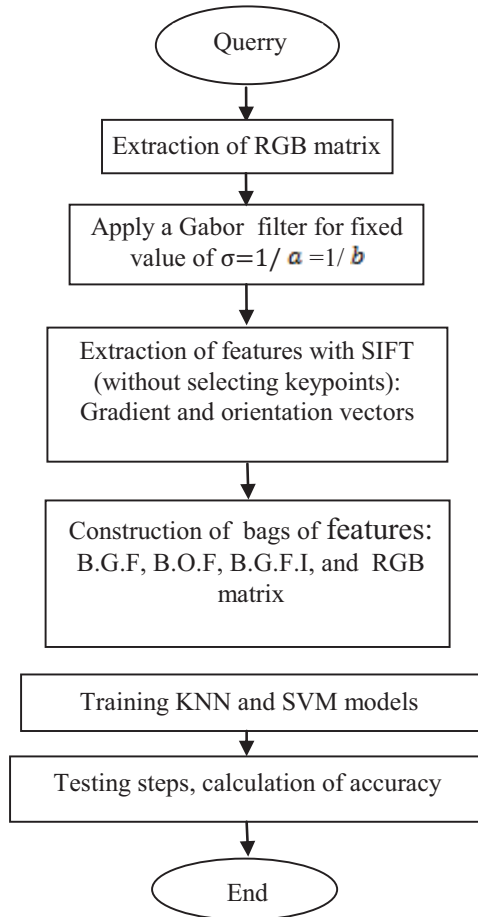 Querry
Extraction of RGB matrix
Apply a Gabor filter for fixed
value of σ=1/ a =1/ b
Extraction of features with SIFT
(without selecting keypoints):
Gradient and orientation vectors
Construction of bags of features:
B.G.F, B.O.F, B.G.F.I, and RGB
matrix
Training KNN and SVM models
Testing steps, calculation of accuracy
End